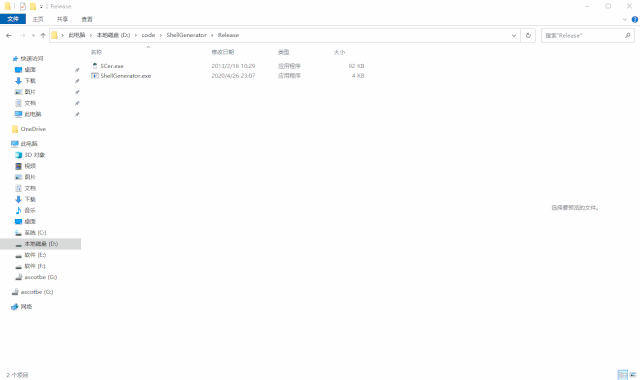 Release
文件 主页 共享 查看
此电脑 > 本地磁盘 (D:) > code > ShellGenerator > Release
搜索"Release"
名称 修改日期 类型 大小
SCer.exe 2013/2/16 10:29 应用程序 92 KB
ShellGenerator.exe 2020/4/26 23:07 应用程序 4 KB
快速访问
桌面
下载
图片
文档
此电脑
OneDrive
此电脑
3D 对象
视频
图片
文档
下载
音乐
桌面
系统 (C:)
本地磁盘 (D:)
软件 (E:)
软件 (F:)
ascotbe (G:)
ascotbe (G:)
网络
选择要预览的文件。
2 个项目